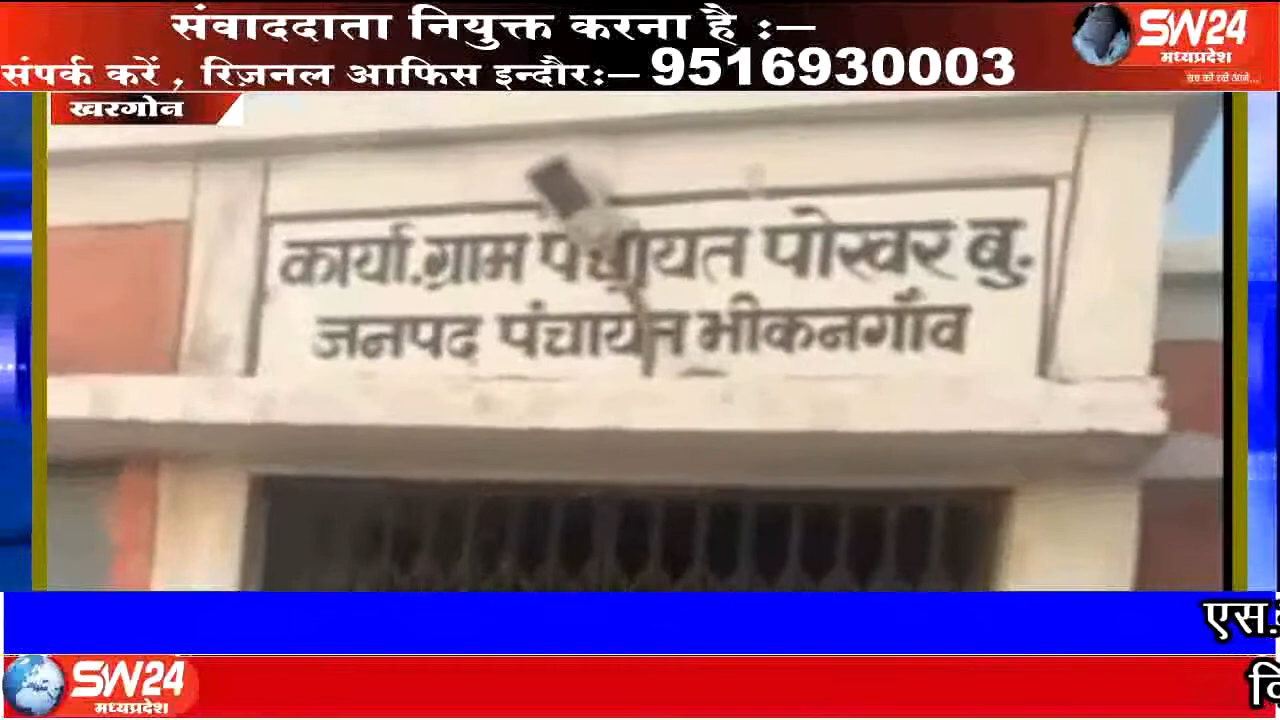 संवाददाता नियुक्त करना है :—
संपर्क करें , रिज़नल आफिस इन्दौर:— 9516930003
SW24
मध्यप्रदेश
खरगोन
कार्या.ग्राम पंचायत पोखर बु.
जनपद पंचायत भीकनगाँव
एस.
SW24
मध्यप्रदेश